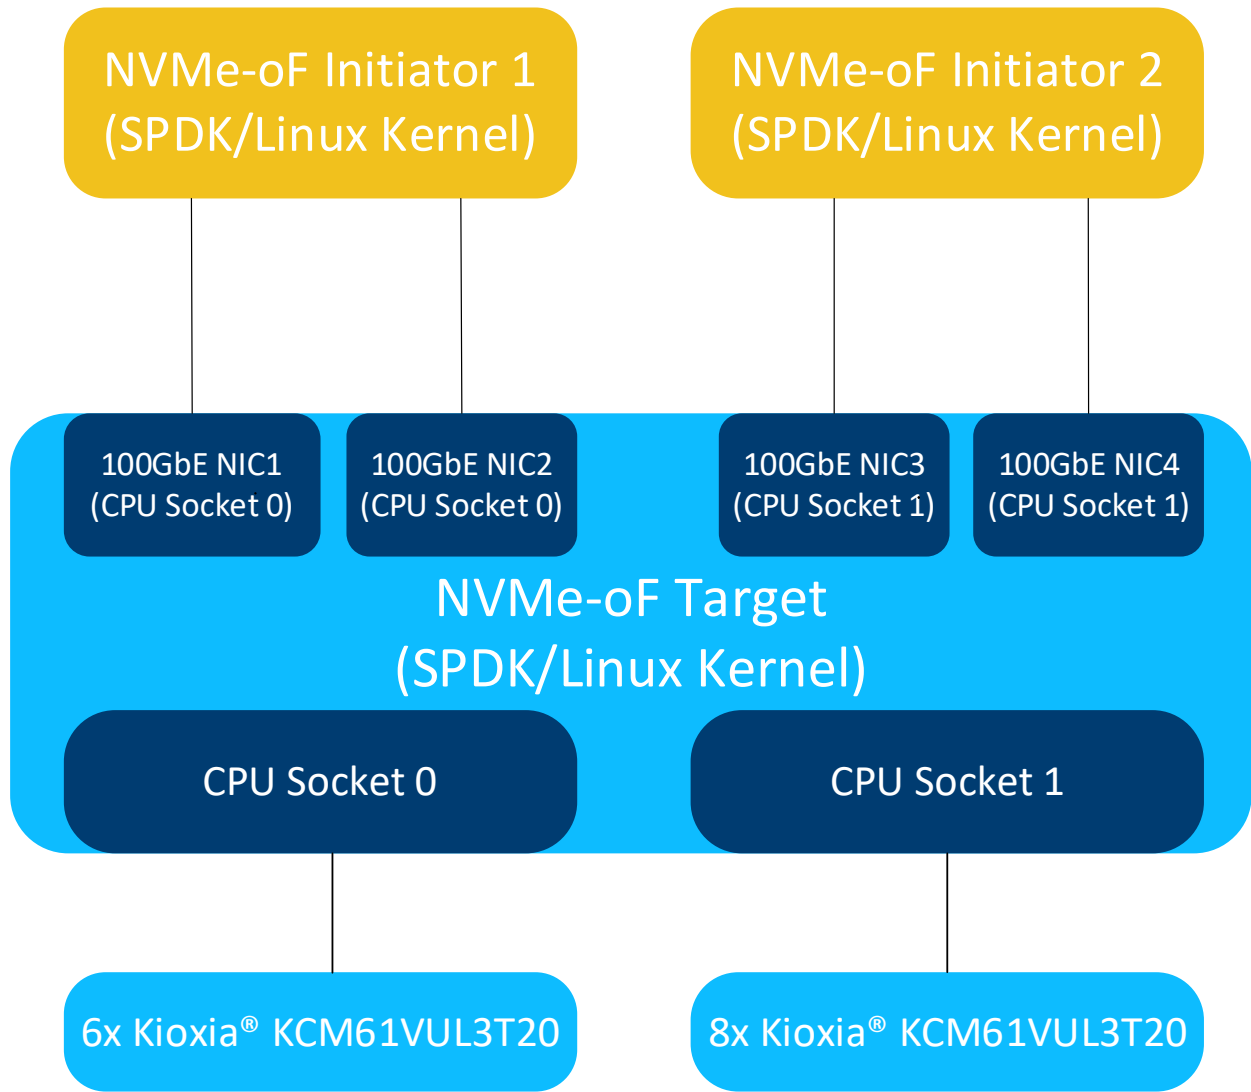 NVMe-oF Initiator 1
(SPDK/Linux Kernel)
NVMe-oF Initiator 2
(SPDK/Linux Kernel)
100GbE NIC1
(CPU Socket 0)
100GbE NIC2
(CPU Socket 0)
100GbE NIC3
(CPU Socket 1)
100GbE NIC4
(CPU Socket 1)
NVMe-oF Target
(SPDK/Linux Kernel)
CPU Socket 0
CPU Socket 1
6x Kioxia® KCM61VUL3T20
8x Kioxia® KCM61VUL3T20